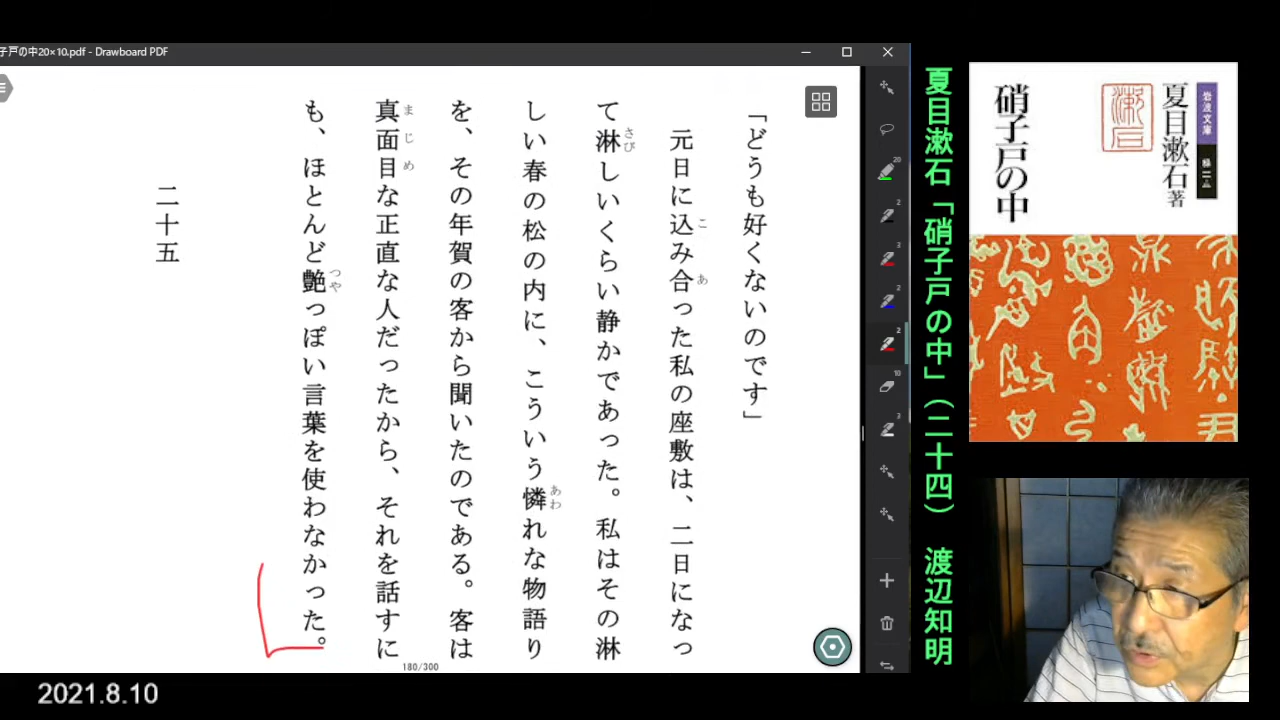 子戸の中20×10.pdf - Drawboard PDF
「どうも好くないのです」
元日に込み合った私の座敷は、二日になっ
て淋しいくらい静かであった。私はその淋
しい春の松の内に、こういう憐れな物語り
を、その年賀の客から聞いたのである。客は
真面目な正直な人だったから、それを話すに
も、ほとんど艶っぽい言葉を使わなかった。
二十五
180/300
夏目漱石「硝子戸の中」(二十四) 渡辺知明
岩波文庫
夏目漱石著
漱石
硝子戸の中
2021.8.10